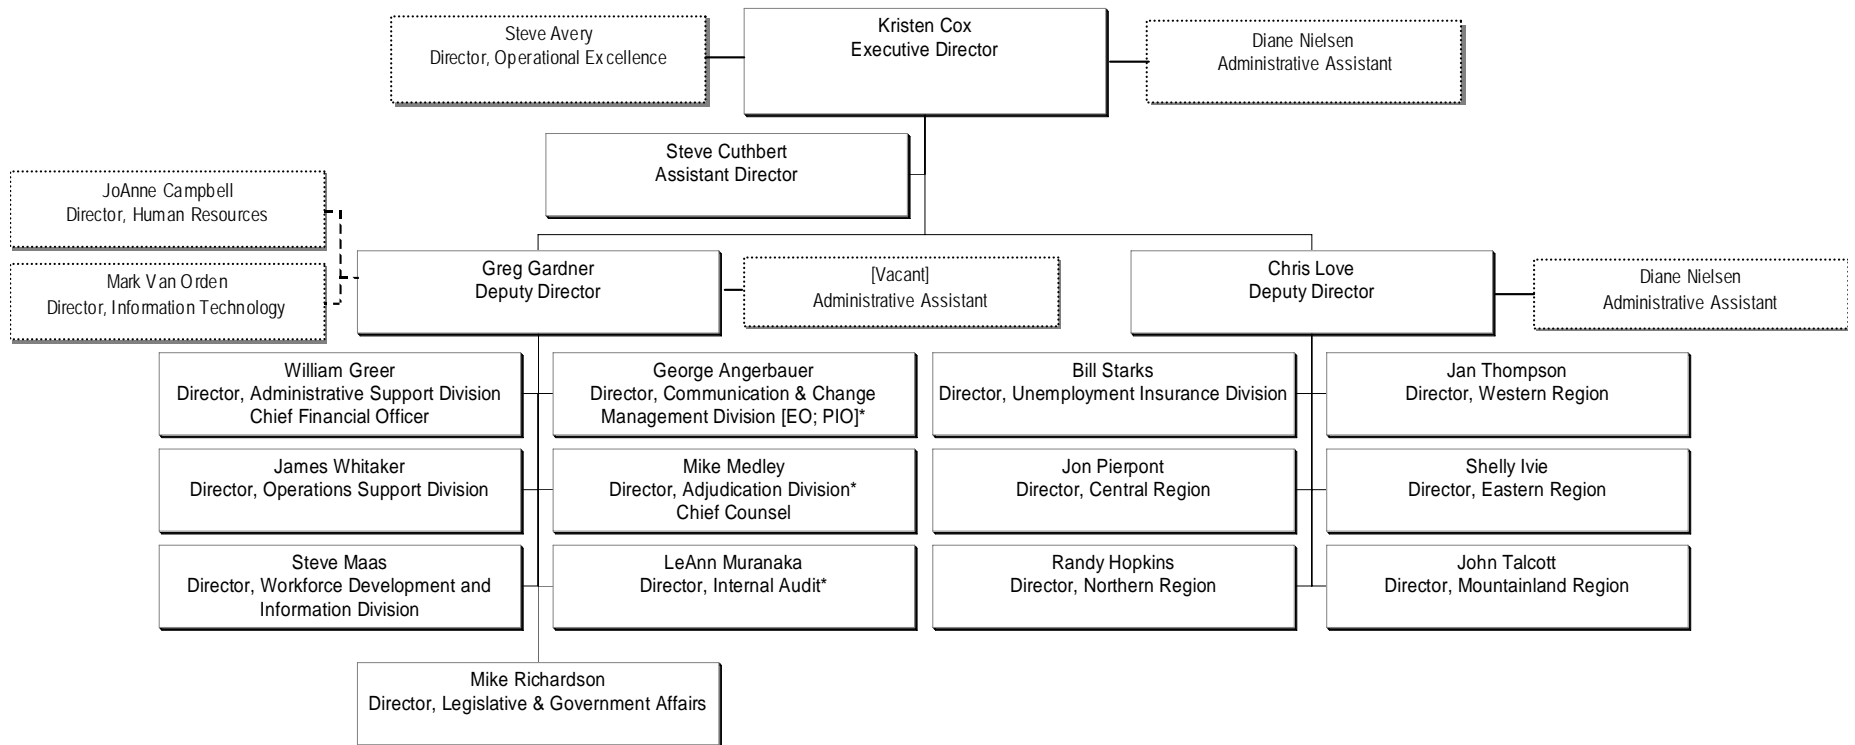 Steve Avery
Director, Operational Excellence
Kristen Cox
Executive Director
Diane Nielsen
Administrative Assistant
Steve Cuthbert
Assistant Director
JoAnne Campbell
Director, Human Resources
Mark Van Orden
Director, Information Technology
Greg Gardner
Deputy Director
[Vacant]
Administrative Assistant
Chris Love
Deputy Director
Diane Nielsen
Administrative Assistant
William Greer
Director, Administrative Support Division
Chief Financial Officer
George Angerbauer
Director, Communication & Change
Management Division [EO; PIO]*
Bill Starks
Director, Unemployment Insurance Division
Jan Thompson
Director, Western Region
James Whitaker
Director, Operations Support Division
Mike Medley
Director, Adjudication Division*
Chief Counsel
Jon Pierpont
Director, Central Region
Shelly Ivie
Director, Eastern Region
Steve Maas
Director, Workforce Development and
Information Division
LeAnn Muranaka
Director, Internal Audit*
Randy Hopkins
Director, Northern Region
John Talcott
Director, Mountainland Region
Mike Richardson
Director, Legislative & Government Affairs